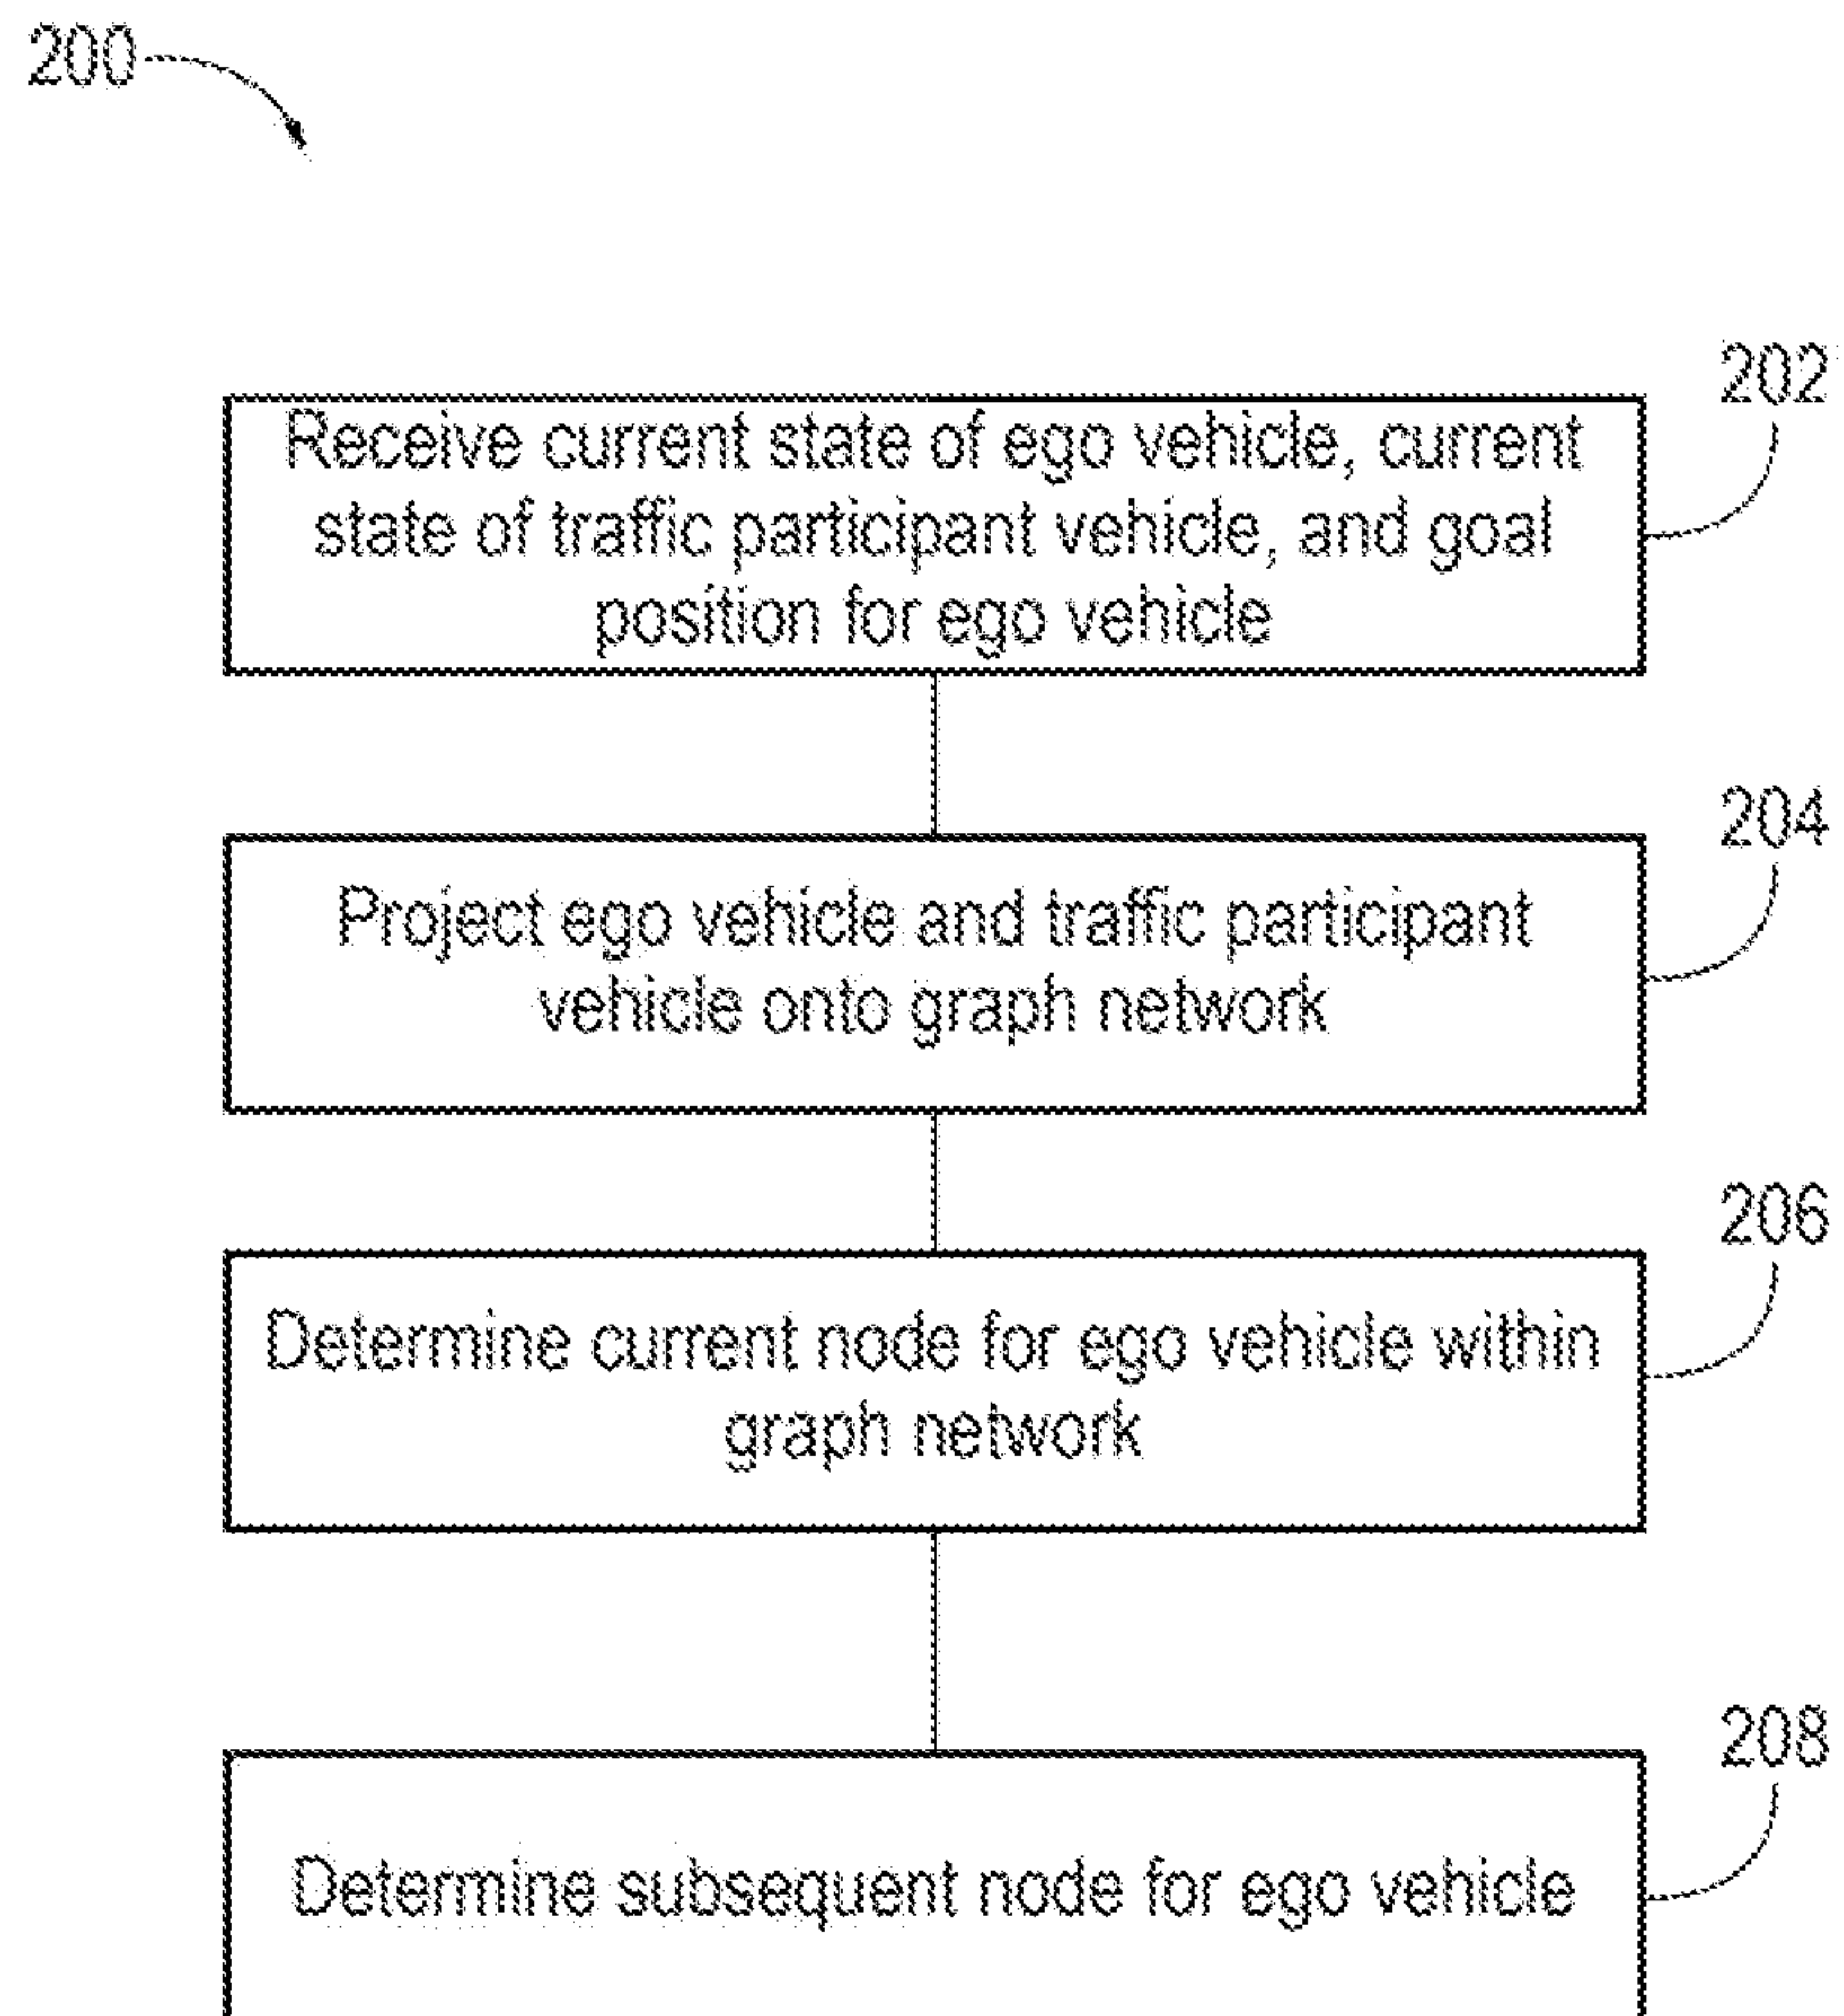 200
202
Receive current state of ego vehicle, current
state of traffic participant vehicle, and goal
position for ego vehicle
204
Project ego vehicle and traffic participant
vehicle onto graph network
206
Determine current node for ego vehicle within
graph network
208
Determine subsequent node for ego vehicle